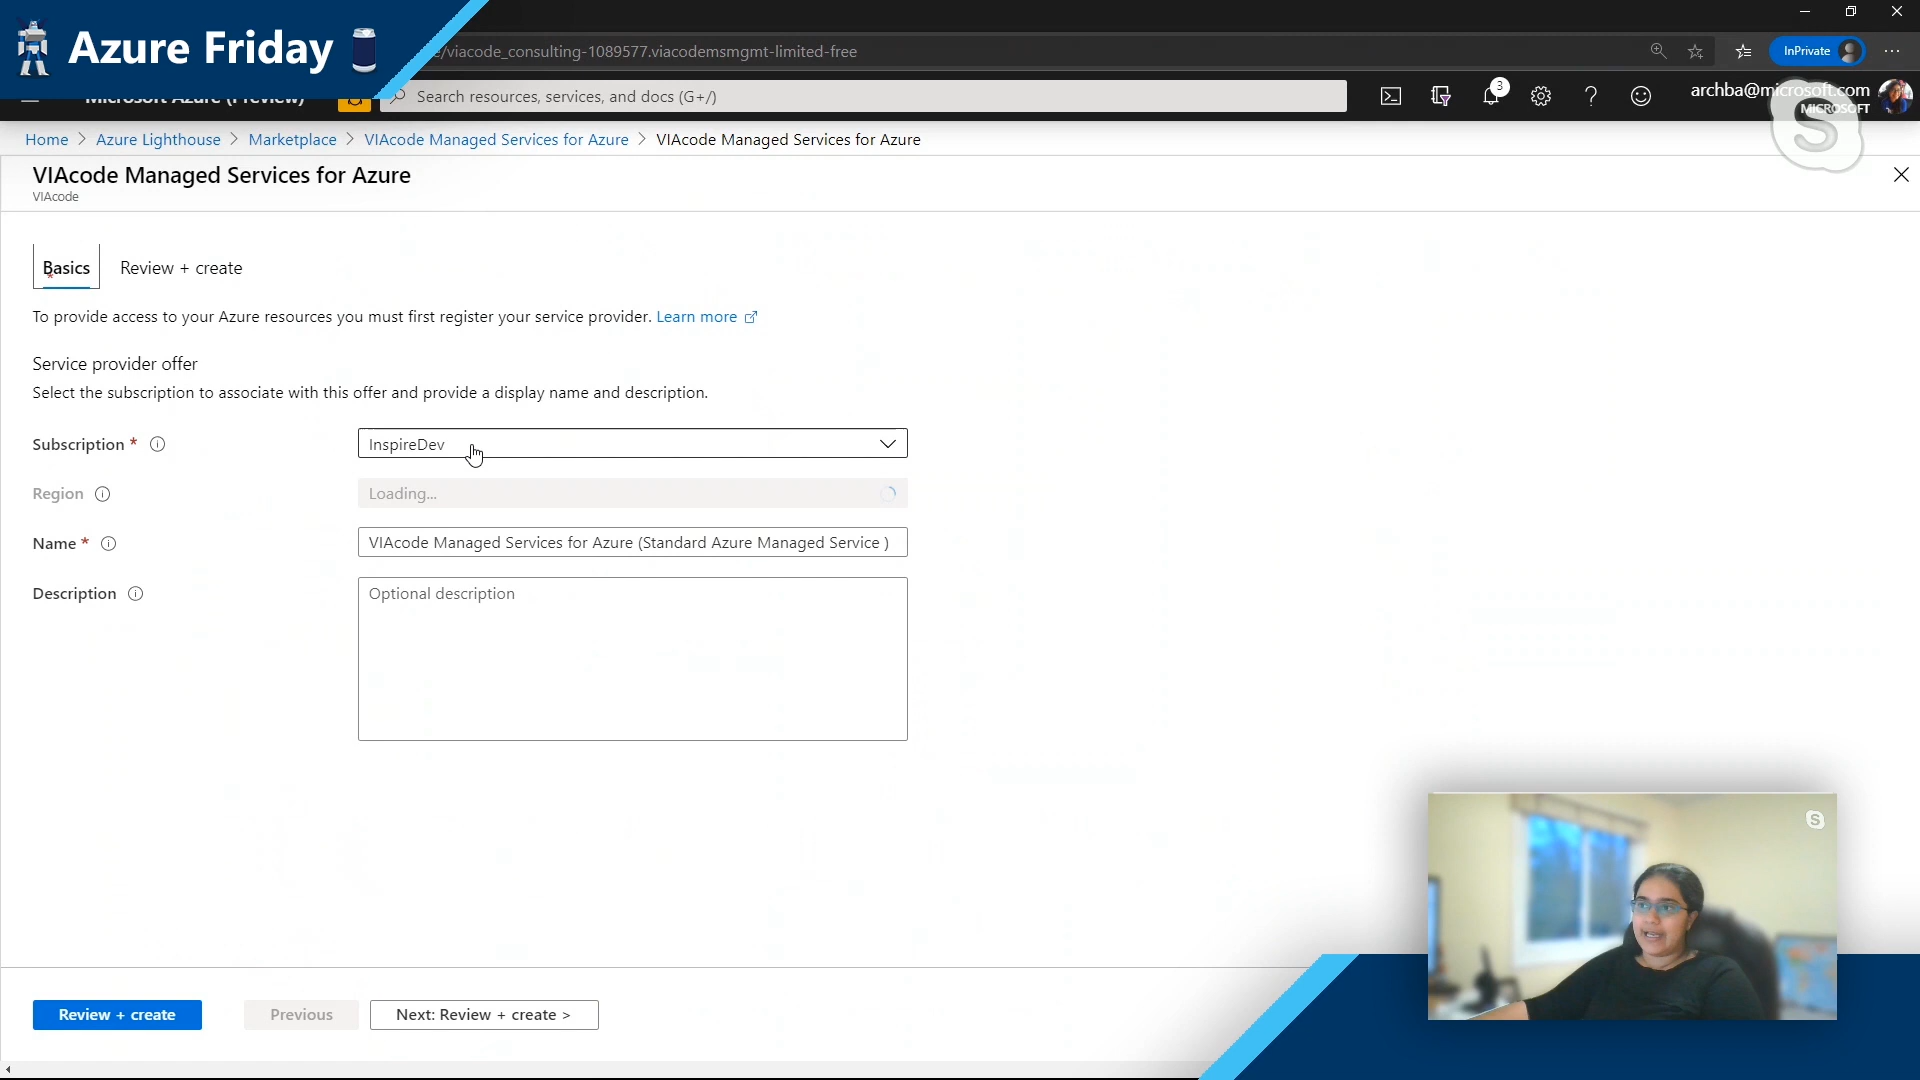 Azure Friday
e/viacode_consulting-1089577.viacodemsmgmt-limited-free
InPrivate
Microsoft Azure (Preview)
Search resources, services, and docs (G+/)
3
archba@microsoft.com
MICROSOFT
S
Home > Azure Lighthouse > Marketplace > VIAcode Managed Services for Azure > VIAcode Managed Services for Azure
VIAcode Managed Services for Azure
VIAcode
Basics
*
Review + create
To provide access to your Azure resources you must first register your service provider. Learn more
Service provider offer
Select the subscription to associate with this offer and provide a display name and description.
Subscription *
InspireDev
Region
Loading...
Name *
VIAcode Managed Services for Azure (Standard Azure Managed Service )
Description
Optional description
S
Review + create
Previous
Next: Review + create >